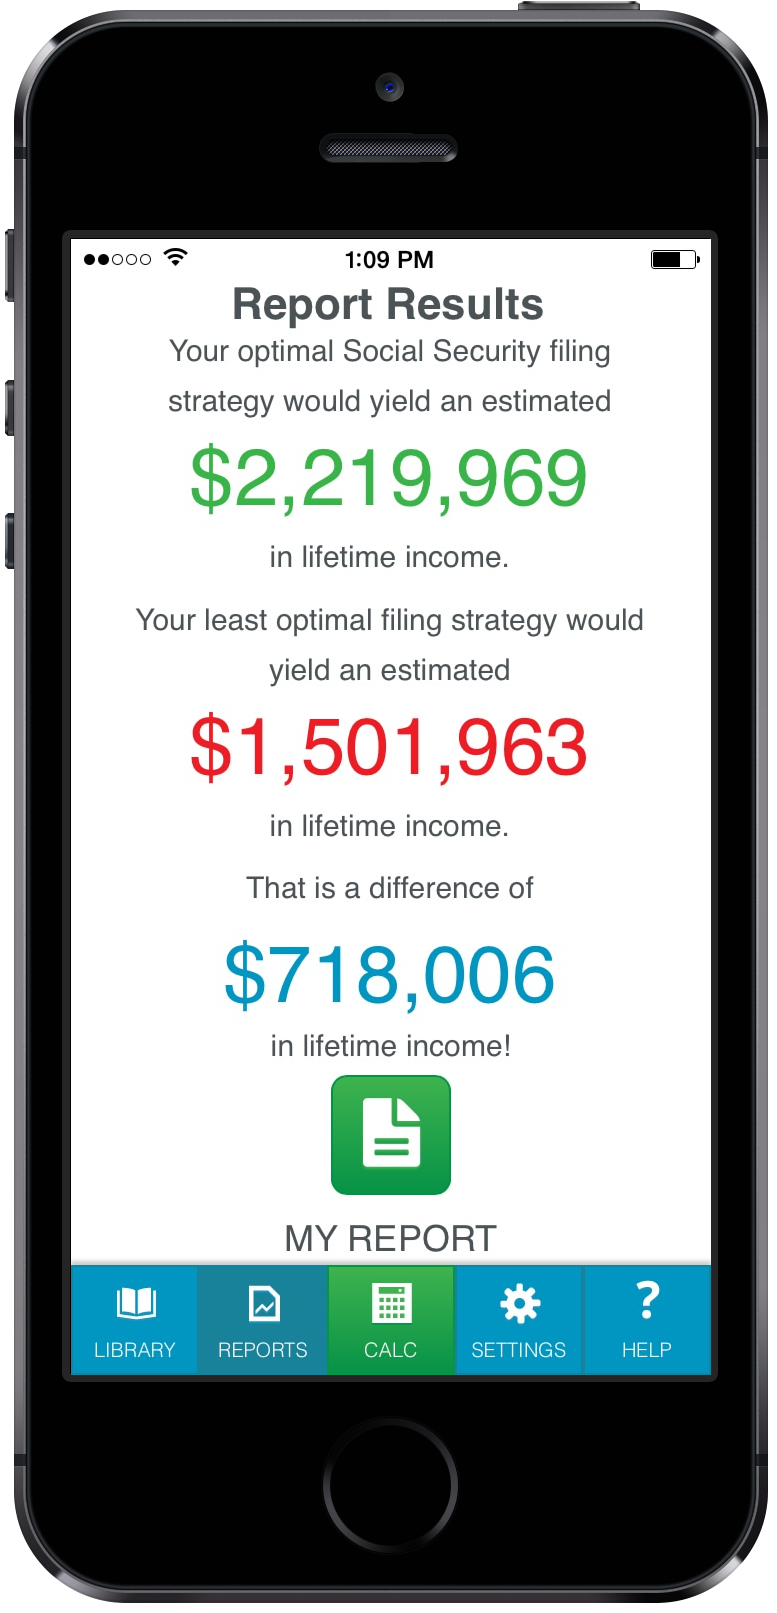 1:09 PM
Report Results
Your optimal Social Security filing
strategy would yield an estimated
$2,219,969
in lifetime income.
Your least optimal filing strategy would
yield an estimated
$1,501,963
in lifetime income.
That is a difference of
$718,006
in lifetime income!
MY REPORT
LIBRARY REPORTS CALC SETTINGS HELP